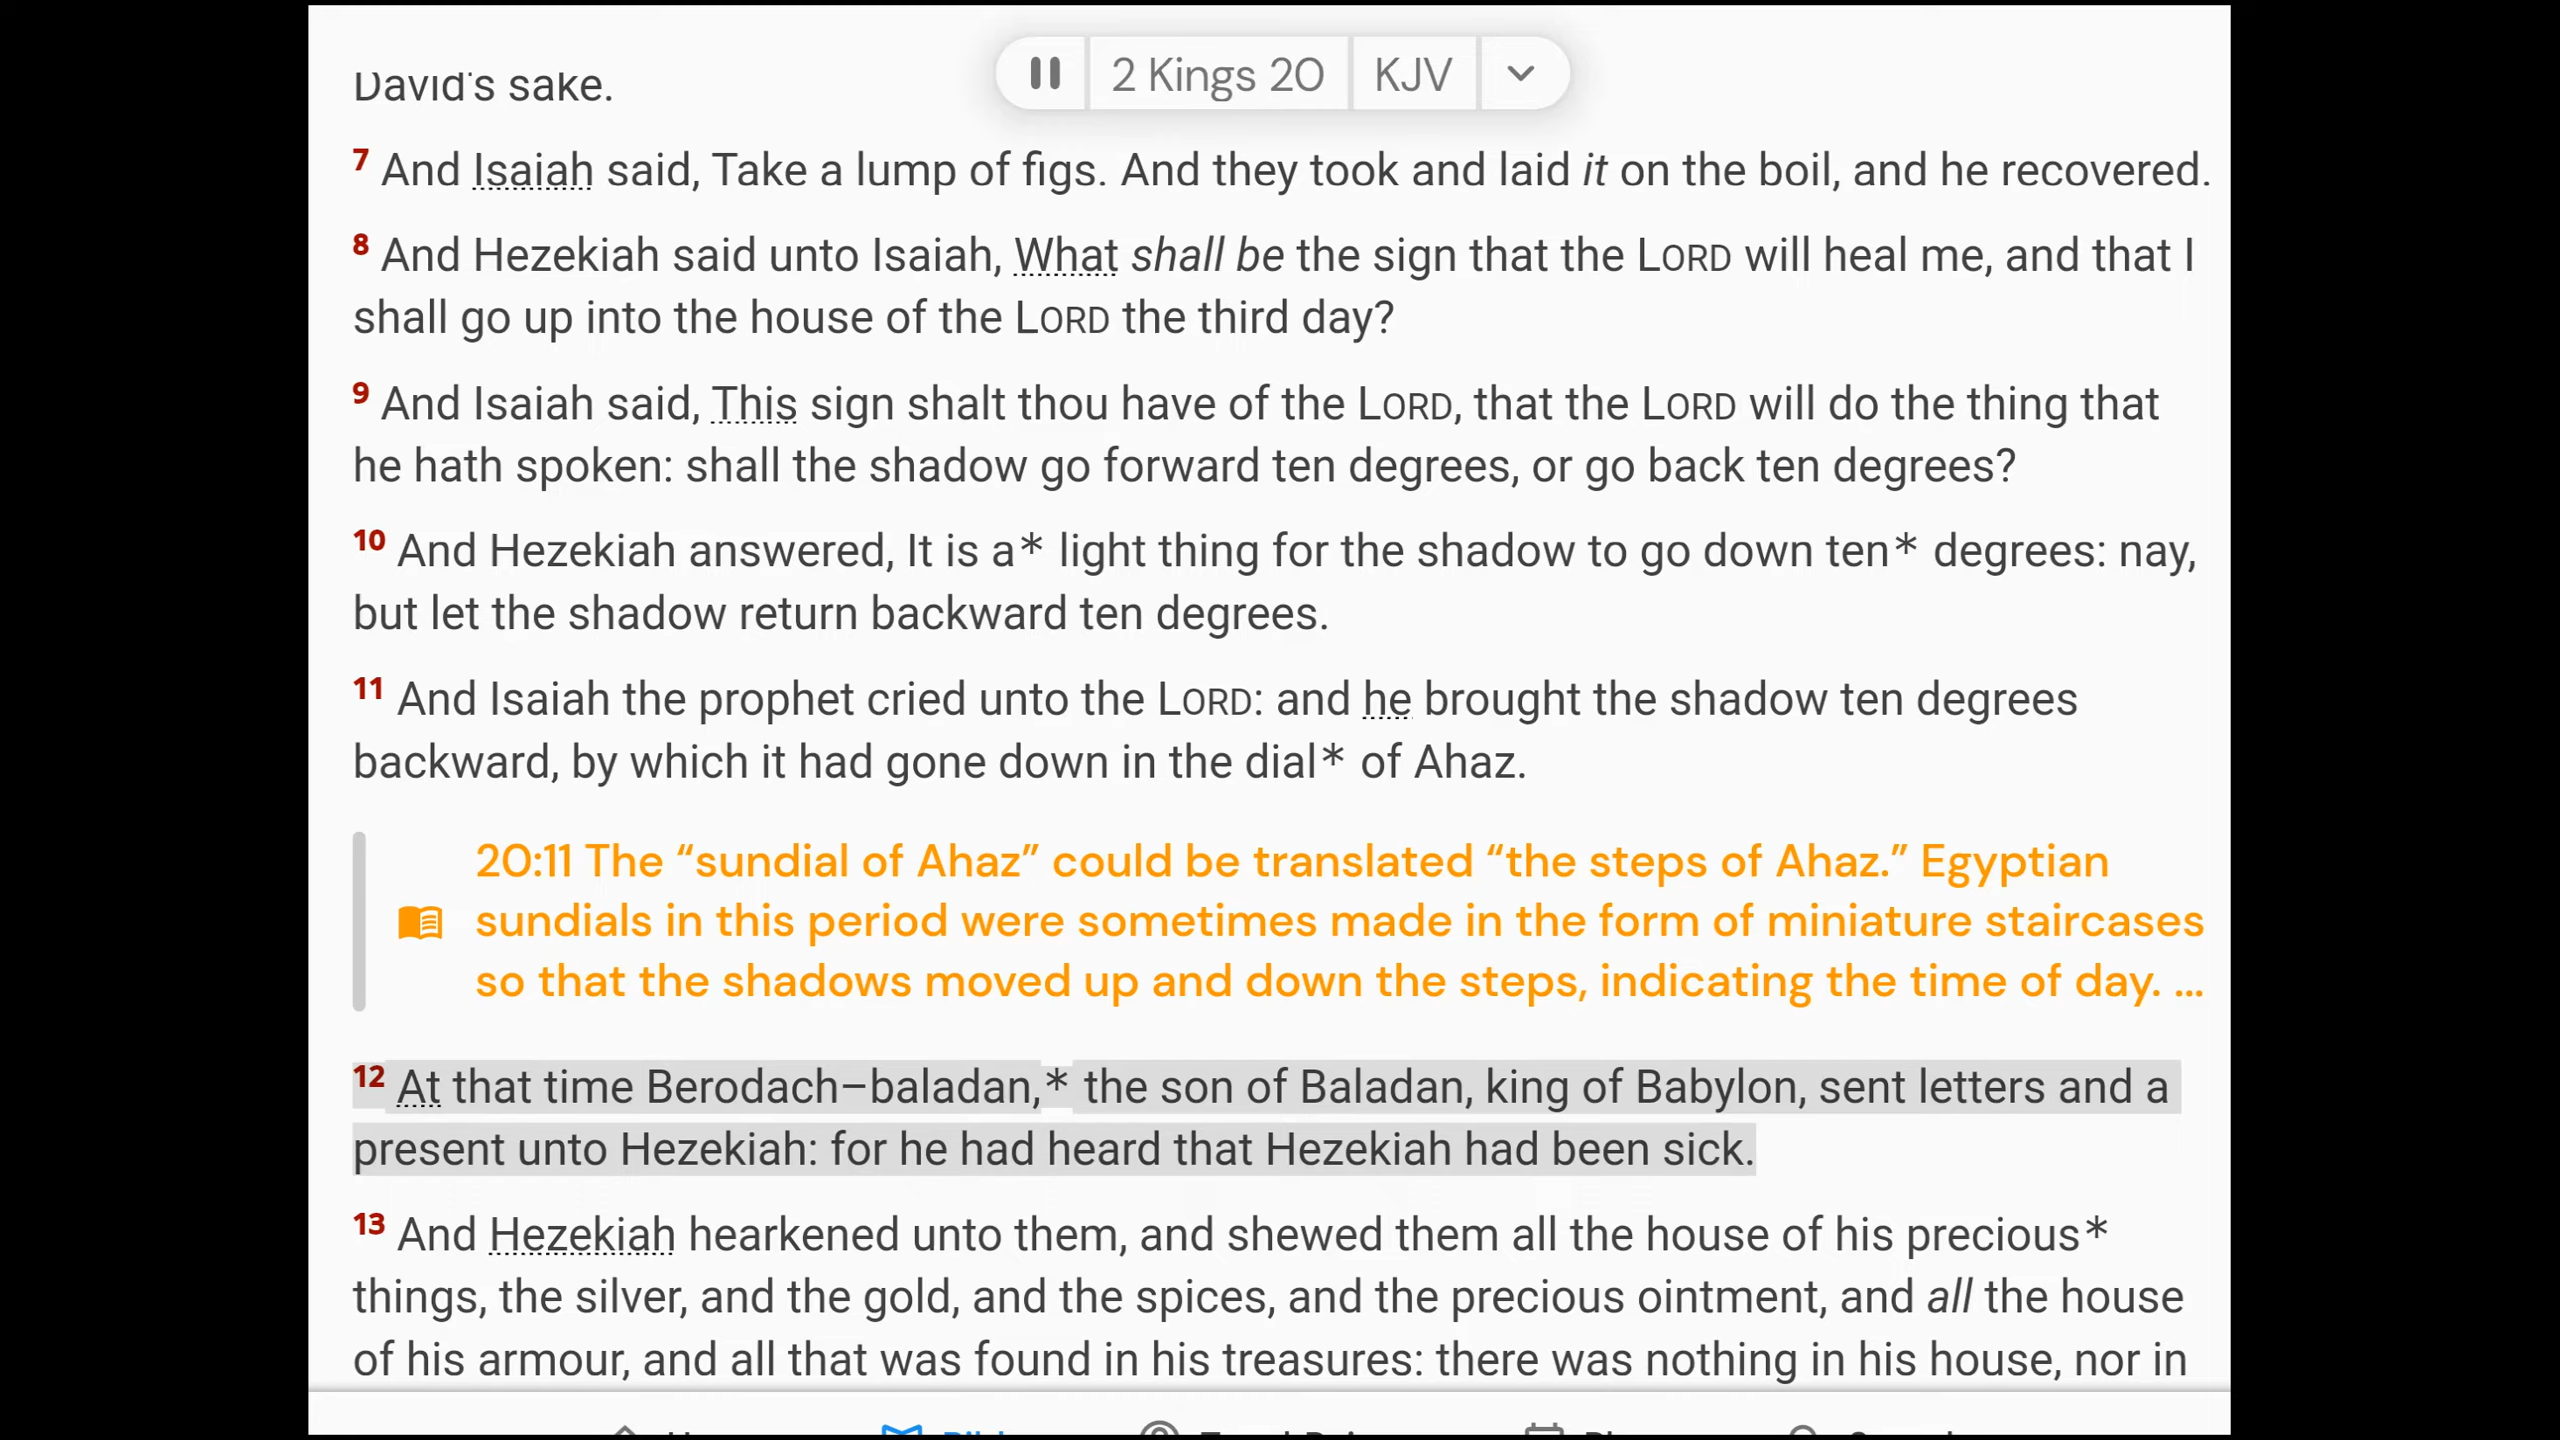 David's sake.
2 Kings 20 KJV
7 And Isaiah said, Take a lump of figs. And they took and laid it on the boil, and he recovered.
8 And Hezekiah said unto Isaiah, What shall be the sign that the LORD will heal me, and that I
shall go up into the house of the LORD the third day?
9 And Isaiah said, This sign shalt thou have of the LORD, that the LORD will do the thing that
he hath spoken: shall the shadow go forward ten degrees, or go back ten degrees?
10 And Hezekiah answered, It is a* light thing for the shadow to go down ten* degrees: nay,
but let the shadow return backward ten degrees.
11 And Isaiah the prophet cried unto the LORD: and he brought the shadow ten degrees
backward, by which it had gone down in the dial* of Ahaz.
20:11 The “sundial of Ahaz” could be translated “the steps of Ahaz.” Egyptian
sundials in this period were sometimes made in the form of miniature staircases
so that the shadows moved up and down the steps, indicating the time of day. ...
12 At that time Berodach–baladan,* the son of Baladan, king of Babylon, sent letters and a
present unto Hezekiah: for he had heard that Hezekiah had been sick.
13 And Hezekiah hearkened unto them, and shewed them all the house of his precious*
things, the silver, and the gold, and the spices, and the precious ointment, and all the house
of his armour, and all that was found in his treasures: there was nothing in his house, nor in